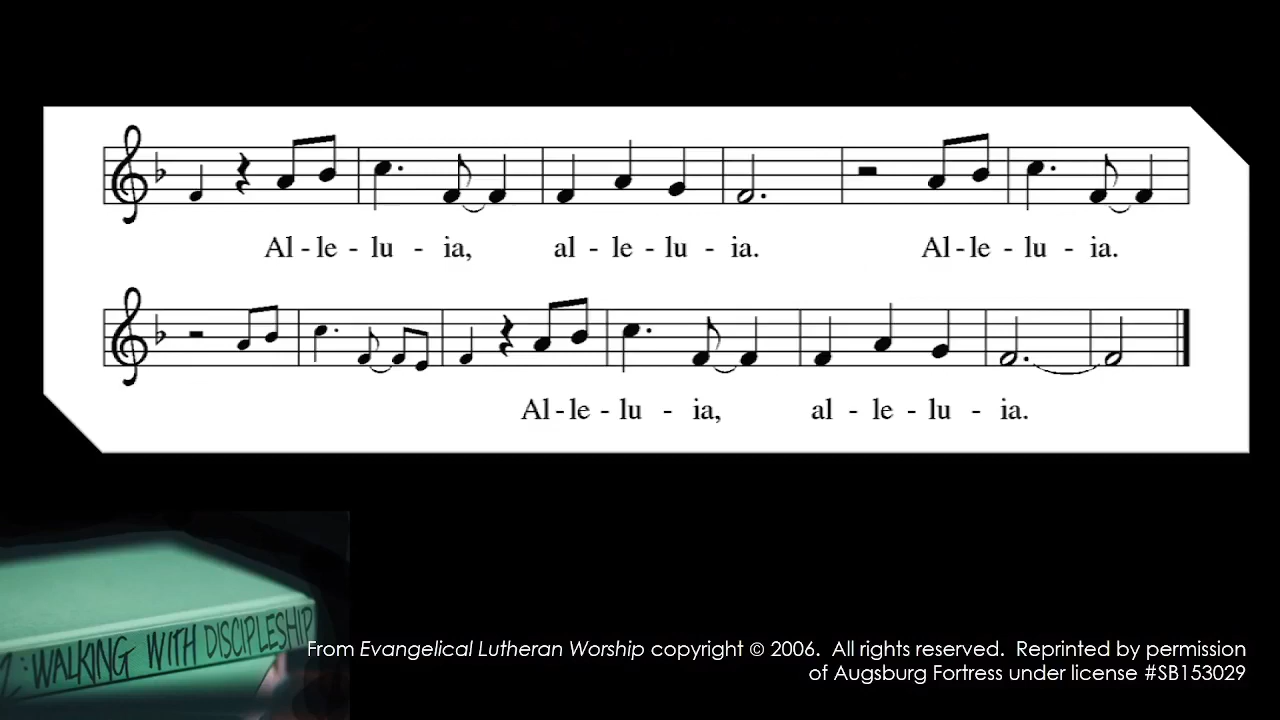 Al - le - lu - ia, al - le - lu - ia. Al - le - lu - ia.
Al - le - lu - ia, al - le - lu - ia.
2: WALKING WITH DISCIPLESHIP
From Evangelical Lutheran Worship copyright © 2006. All rights reserved. Reprinted by permission
of Augsburg Fortress under license #SB153029